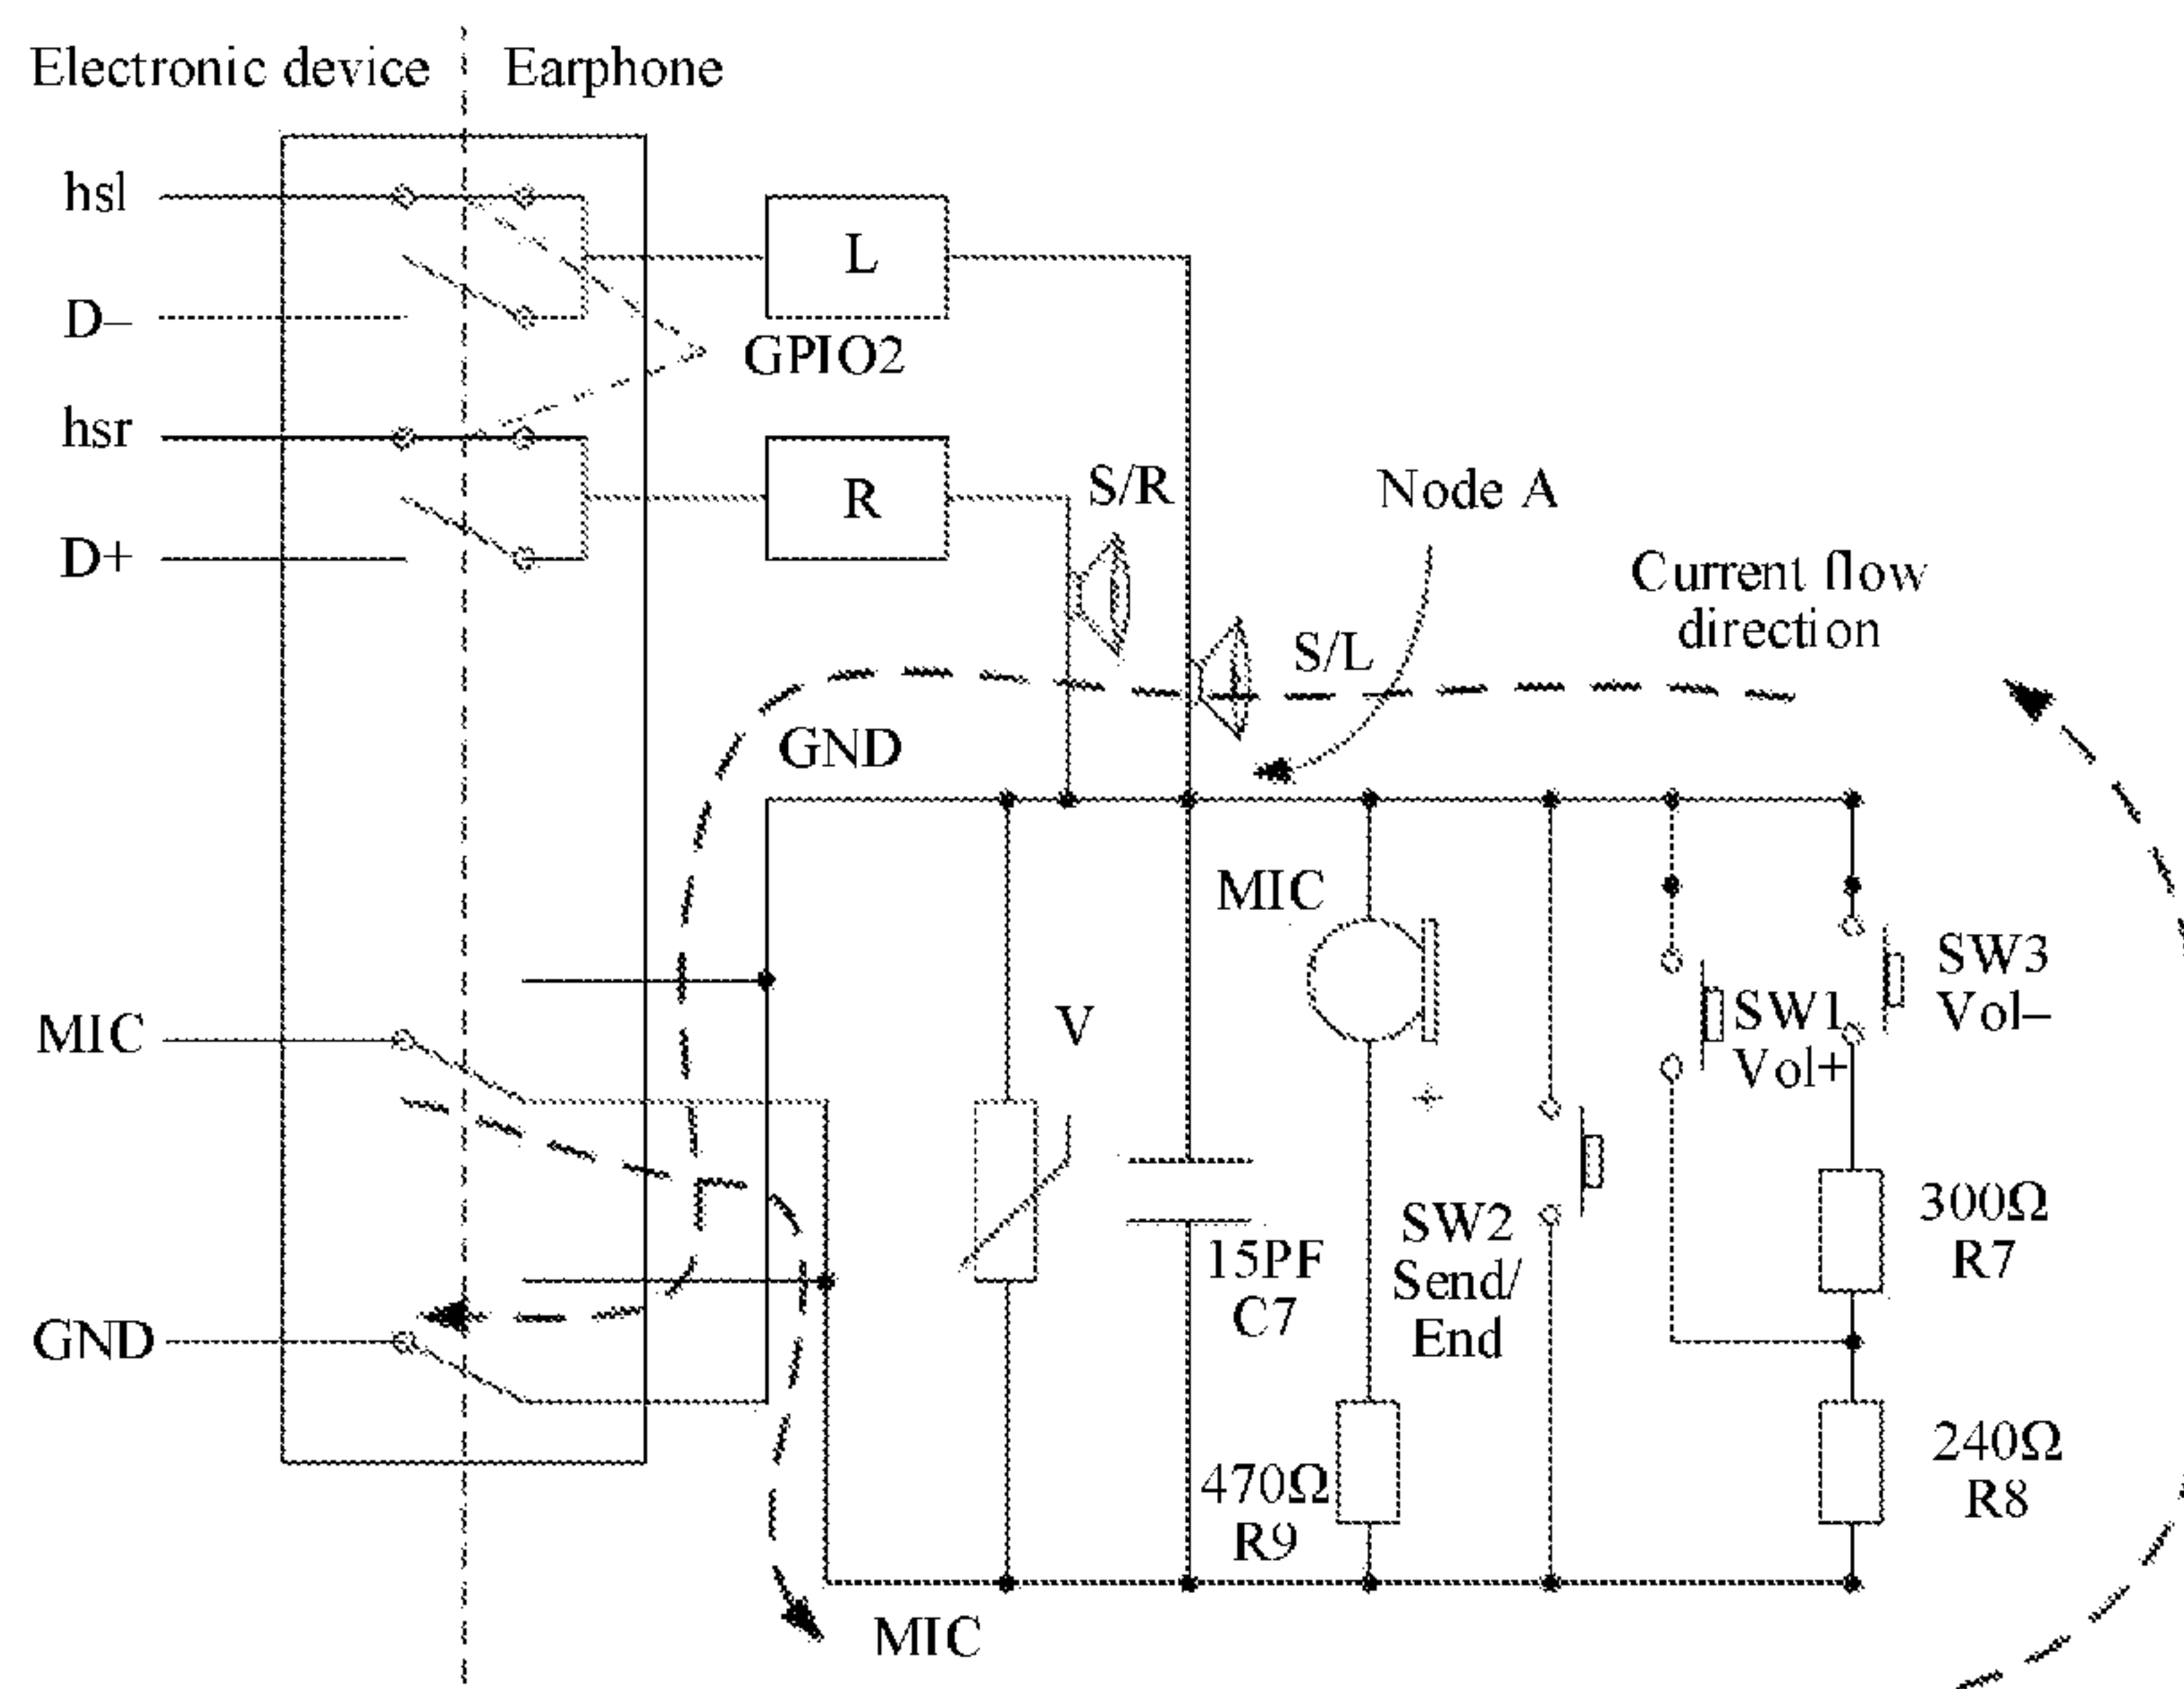 Electronic device
Earphone
hsl
L
D–
GPIO2
hsr
R
S/R
Node A
D+
Current flow
direction
S/L
GND
MIC
SW3
Vol–
SW1
Vol+
MIC
V
SW2
Send/
End
300Ω
R7
15PF
C7
GND
240Ω
R8
470Ω
R9
MIC